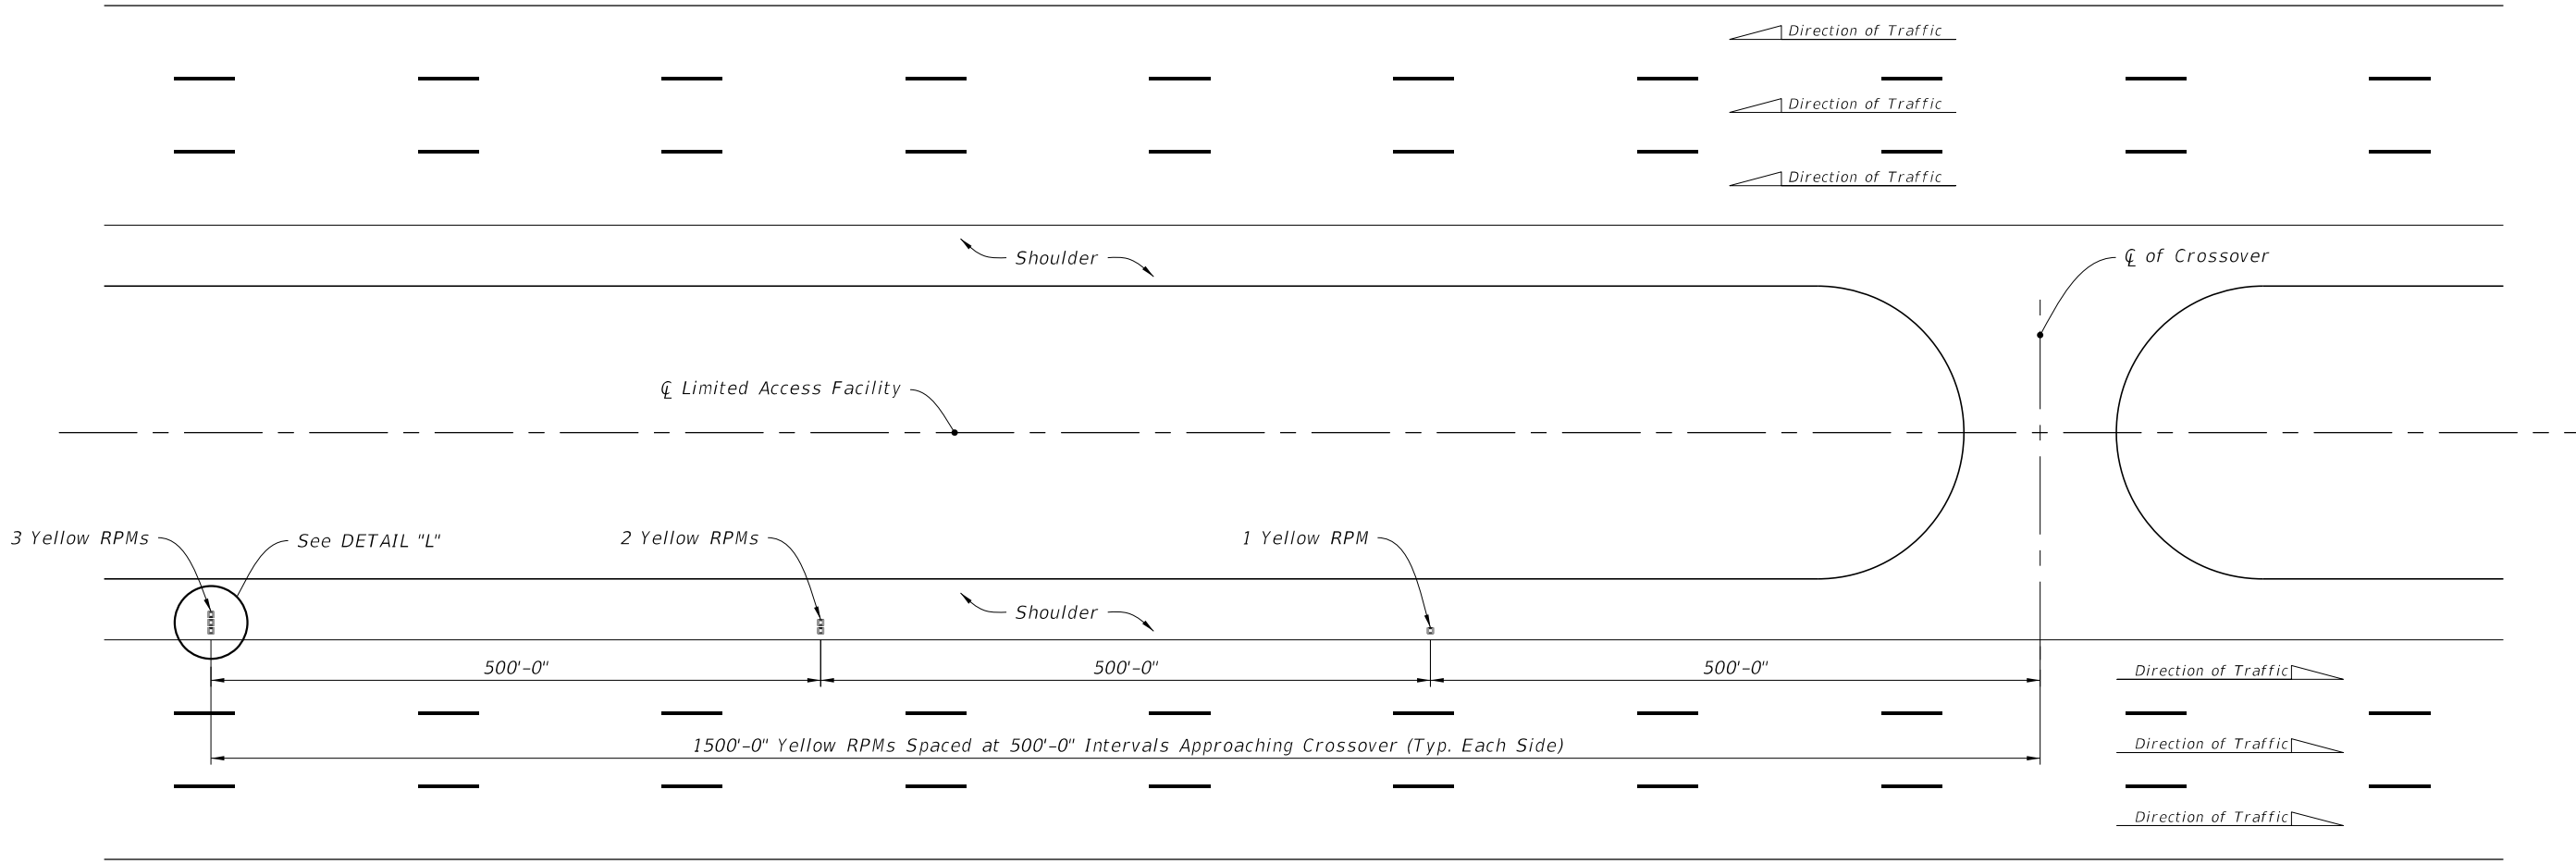 Direction of Traffic
Direction of Traffic
Direction of Traffic
Shoulder
℄ of Crossover
℄ Limited Access Facility
3 Yellow RPMs
See DETAIL "L"
2 Yellow RPMs
1 Yellow RPM
Shoulder
500'-0"
500'-0"
500'-0"
Direction of Traffic
1500'-0" Yellow RPMs Spaced at 500'-0" Intervals Approaching Crossover (Typ. Each Side)
Direction of Traffic
Direction of Traffic